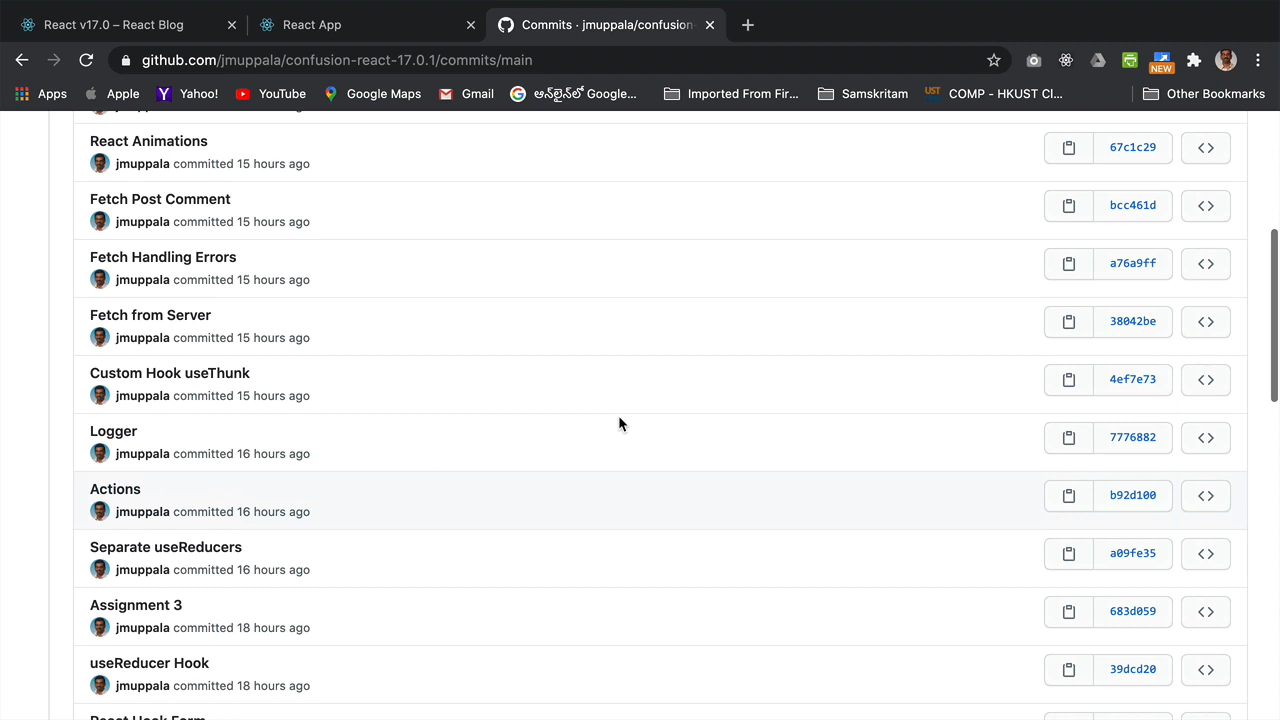 React v17.0 – React Blog
React App
Commits · jmuppala/confusion-
github.com/jmuppala/confusion-react-17.0.1/commits/main
NEW
Apps
Apple
Yahoo!
YouTube
Google Maps
Gmail
ఆన్‌లైన్‌లో Google...
Imported From Fir...
Samskritam
UST
COMP - HKUST CI...
Other Bookmarks
React Animations
67c1c29
jmuppala committed 15 hours ago
Fetch Post Comment
bcc461d
jmuppala committed 15 hours ago
Fetch Handling Errors
a76a9ff
jmuppala committed 15 hours ago
Fetch from Server
38042be
jmuppala committed 15 hours ago
Custom Hook useThunk
4ef7e73
jmuppala committed 15 hours ago
Logger
7776882
jmuppala committed 16 hours ago
Actions
b92d100
jmuppala committed 16 hours ago
Separate useReducers
a09fe35
jmuppala committed 16 hours ago
Assignment 3
683d059
jmuppala committed 18 hours ago
useReducer Hook
39dcd20
jmuppala committed 18 hours ago
React Hook Form